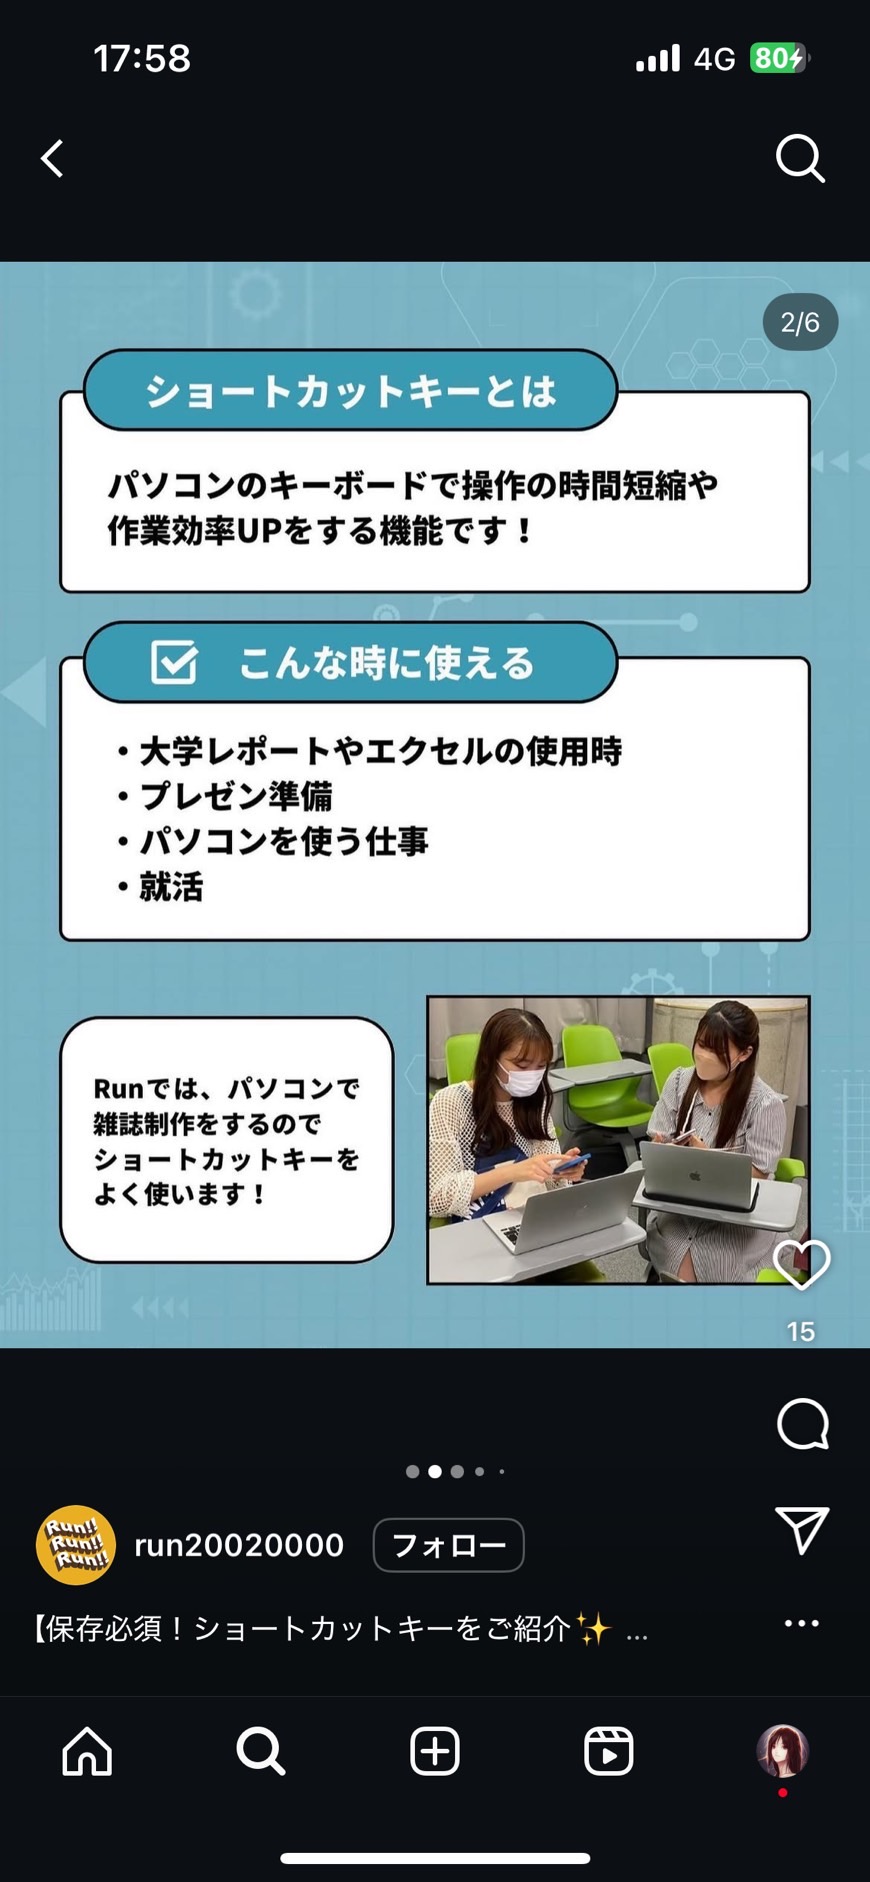 17:58
4G
80
2/6
ショートカットキーとは
パソコンのキーボードで操作の時間短縮や
作業効率UPをする機能です！
こんな時に使える
・大学レポートやエクセルの使用時
・プレゼン準備
・パソコンを使う仕事
・就活
Runでは、パソコンで
雑誌制作をするので
ショートカットキーを
よく使います！
15
Run!!
Run!!
Run!!
run20020000
フォロー
【保存必須！ショートカットキーをご紹介✨ ...